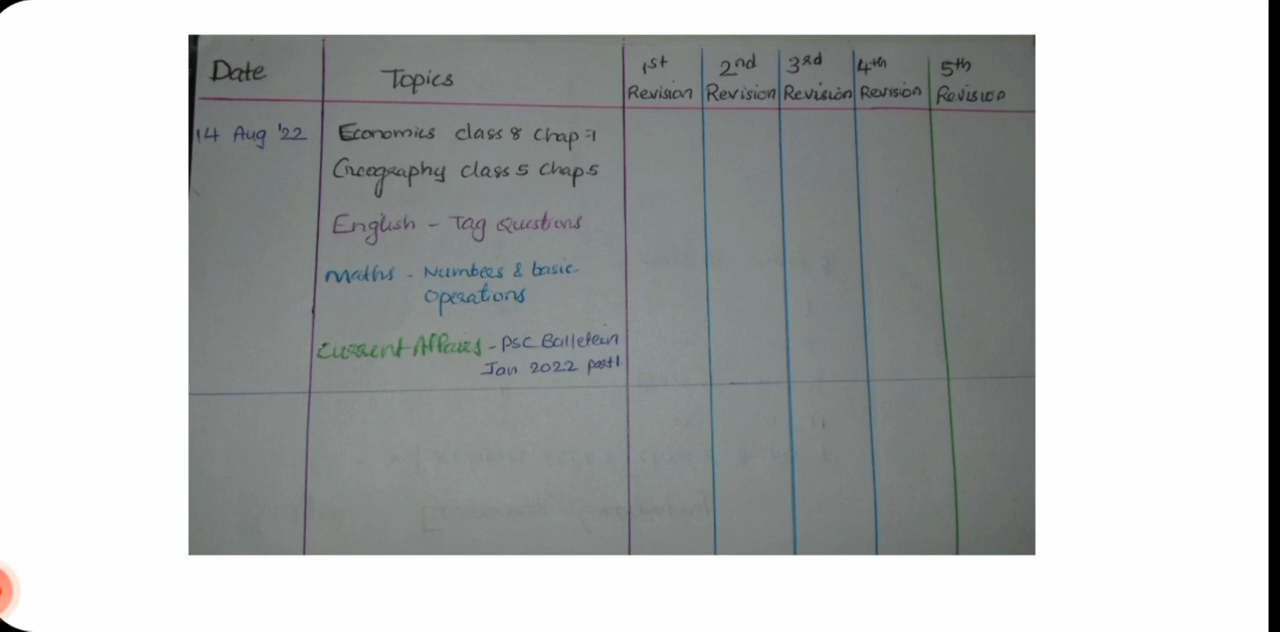 Date Topics 1st Revision 2nd Revision 3rd Revision 4th Revision 5th Revision
14 Aug '22 Economics class 8 Chap-1
Geography class 5 Chap 5
English - Tag Questions
Maths - Numbers & basic
Operations
Current Affairs - PSC Bulletein
Jan 2022 part 1